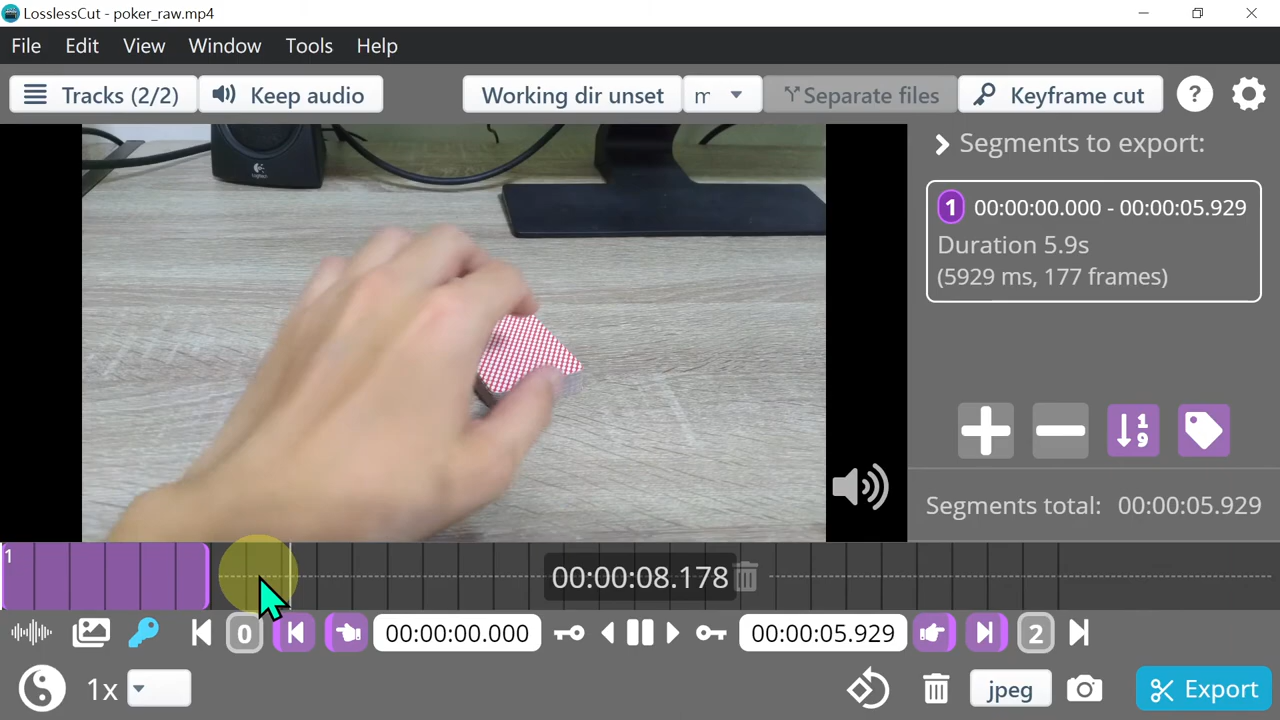 LosslessCut - poker_raw.mp4
File Edit View Window Tools Help
Tracks (2/2) Keep audio Working dir unset Separate files Keyframe cut ?
Logitech
Segments to export:
1 00:00:00.000 - 00:00:05.929
Duration 5.9s
(5929 ms, 177 frames)
1
9
Segments total: 00:00:05.929
1
00:00:08.178
0 00:00:00.000 00:00:05.929 2
1x jpeg Export